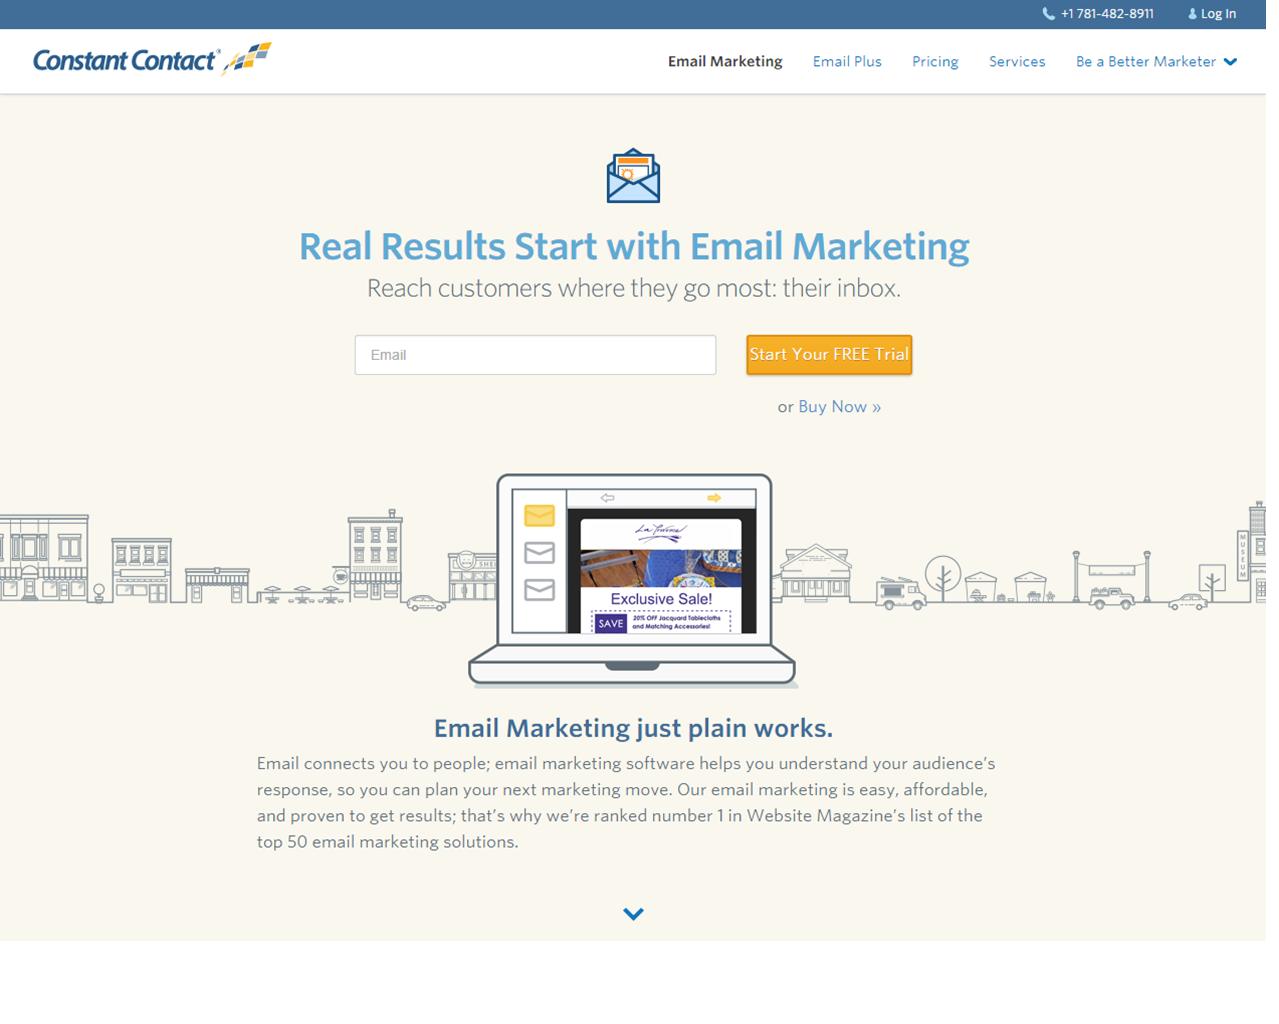 +1 781-482-8911
Log In
Constant Contact®
Email Marketing
Email Plus
Pricing
Services
Be a Better Marketer
Real Results Start with Email Marketing
Reach customers where they go most: their inbox.
Email
Start Your FREE Trial
or Buy Now »
Exclusive Sale!
SAVE
20% OFF Jacquard Tablecloths
and Matching Accessories!
MUSEUM
Email Marketing just plain works.
Email connects you to people; email marketing software helps you understand your audience’s
response, so you can plan your next marketing move. Our email marketing is easy, affordable,
and proven to get results; that’s why we’re ranked number 1 in Website Magazine’s list of the
top 50 email marketing solutions.